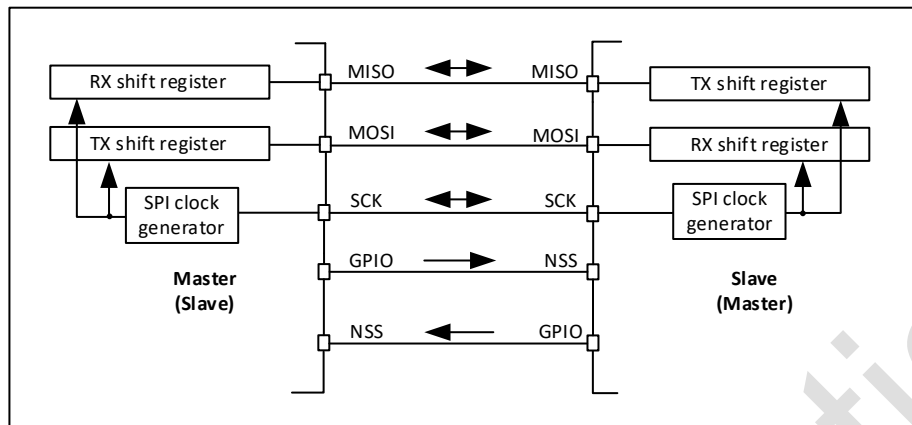 RX shift register MISO MISO TX shift register
TX shift register MOSI MOSI RX shift register
SPI clock generator SCK SCK SPI clock generator
GPIO NSS
Master (Slave) Slave (Master)
NSS GPIO